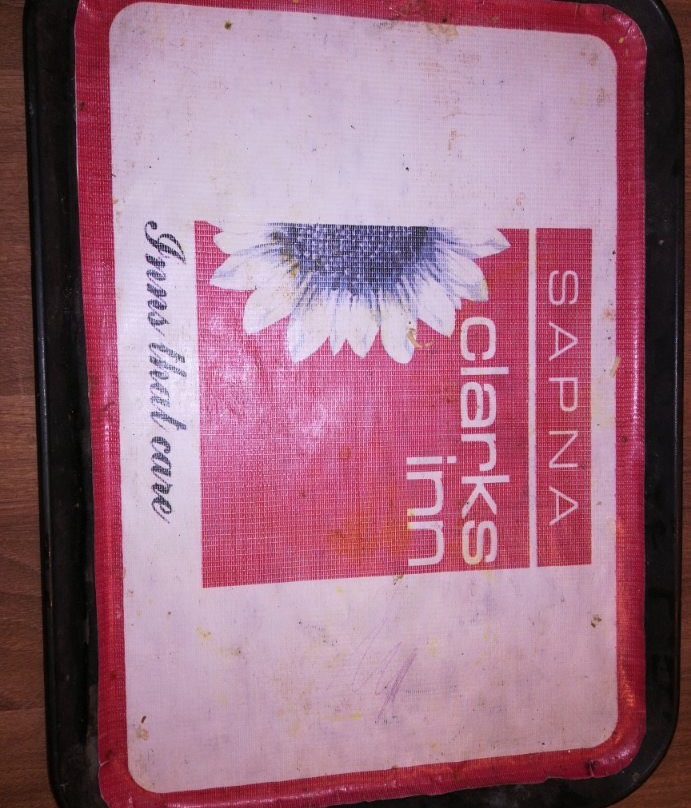 SAPNA
clarks
inn
Inns that care